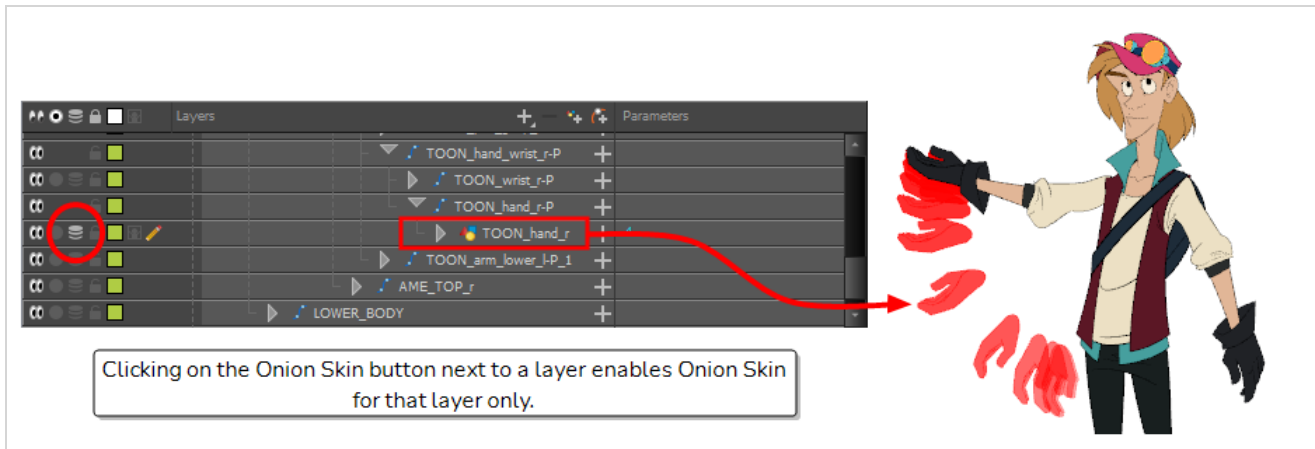 Layers
Parameters
TOON_hand_wrist_r-P
TOON_wrist_r-P
TOON_hand_r-P
TOON_hand_r
TOON_arm_lower_l-P_1
AME_TOP_r
LOWER_BODY
Clicking on the Onion Skin button next to a layer enables Onion Skin
for that layer only.